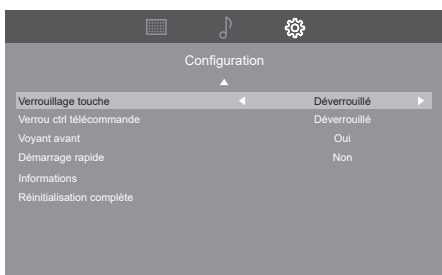 Configuration
Verrouillage touche Déverrouillé
Verrou ctrl télécommande Déverrouillé
Voyant avant Oui
Démarrage rapide Non
Informations
Réinitialisation complète